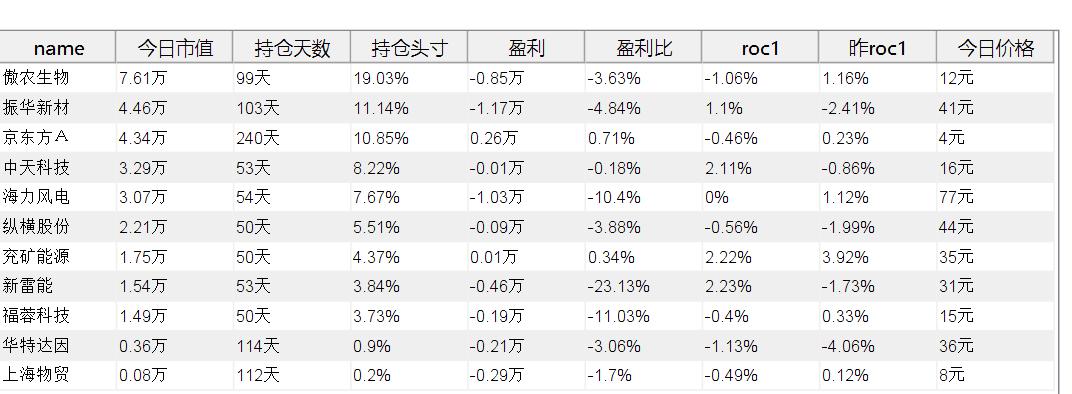 name 今日市值 持仓天数 持仓头寸 盈利 盈利比 roc1 昨roc1 今日价格
傲农生物 7.61万 99天 19.03% -0.85万 -3.63% -1.06% 1.16% 12元
振华新材 4.46万 103天 11.14% -1.17万 -4.84% 1.1% -2.41% 41元
京东方A 4.34万 240天 10.85% 0.26万 0.71% -0.46% 0.23% 4元
中天科技 3.29万 53天 8.22% -0.01万 -0.18% 2.11% -0.86% 16元
海力风电 3.07万 54天 7.67% -1.03万 -10.4% 0% 1.12% 77元
纵横股份 2.21万 50天 5.51% -0.09万 -3.88% -0.56% -1.99% 44元
兖矿能源 1.75万 50天 4.37% 0.01万 0.34% 2.22% 3.92% 35元
新雷能 1.54万 53天 3.84% -0.46万 -23.13% 2.23% -1.73% 31元
福蓉科技 1.49万 50天 3.73% -0.19万 -11.03% -0.4% 0.33% 15元
华特达因 0.36万 114天 0.9% -0.21万 -3.06% -1.13% -4.06% 36元
上海物贸 0.08万 112天 0.2% -0.29万 -1.7% -0.49% 0.12% 8元